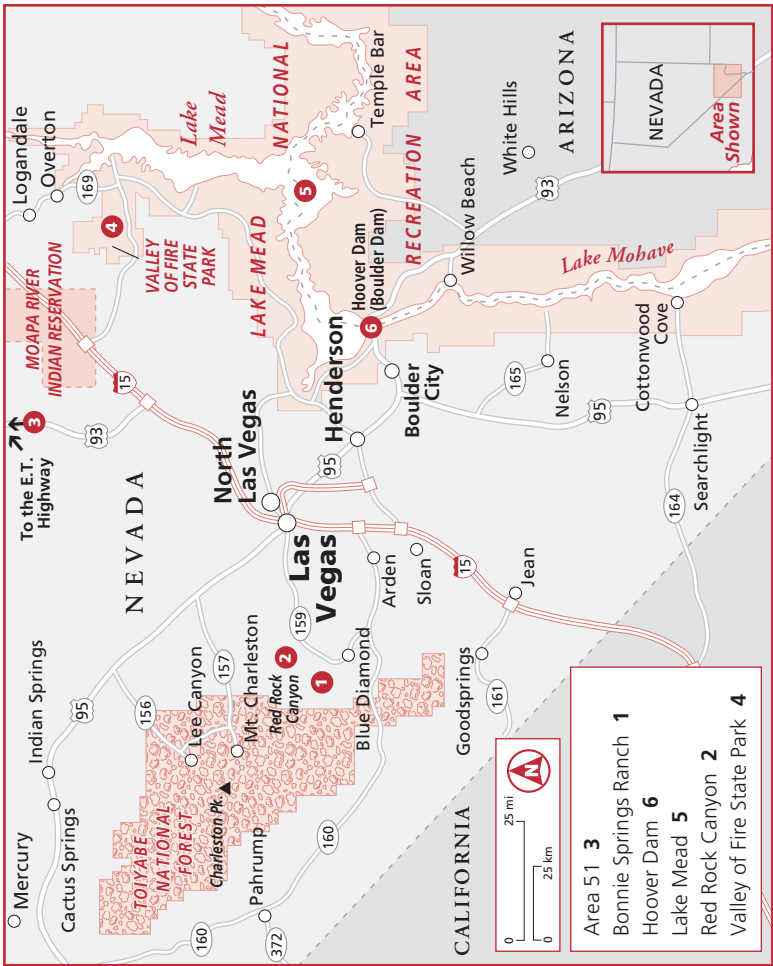 Mercury
Cactus Springs
Indian Springs
95
NEVADA
To the E.T.
Highway
3
93
15
MOAPA RIVER
INDIAN RESERVATION
Logandale
Overton
169
4
VALLEY
OF FIRE
STATE
PARK
Lake
Mead
LAKE MEAD
NATIONAL
RECREATION AREA
5
Temple Bar
TOIYABE
NATIONAL
FOREST
156
Lee Canyon
157
Mt. Charleston
Charleston Pk.
Red Rock
Canyon
2
1
159
Las
Vegas
North
Las Vegas
95
Henderson
Boulder
City
6
Hoover Dam
(Boulder Dam)
Willow Beach
White Hills
93
ARIZONA
Pahrump
160
372
160
Blue Diamond
Arden
Sloan
15
Jean
Goodsprings
161
165
Nelson
95
Lake Mohave
Cottonwood
Cove
Searchlight
164
CALIFORNIA
0 25 mi
0 25 km
N
Area 51 3
Bonnie Springs Ranch 1
Hoover Dam 6
Lake Mead 5
Red Rock Canyon 2
Valley of Fire State Park 4
NEVADA
Area
Shown